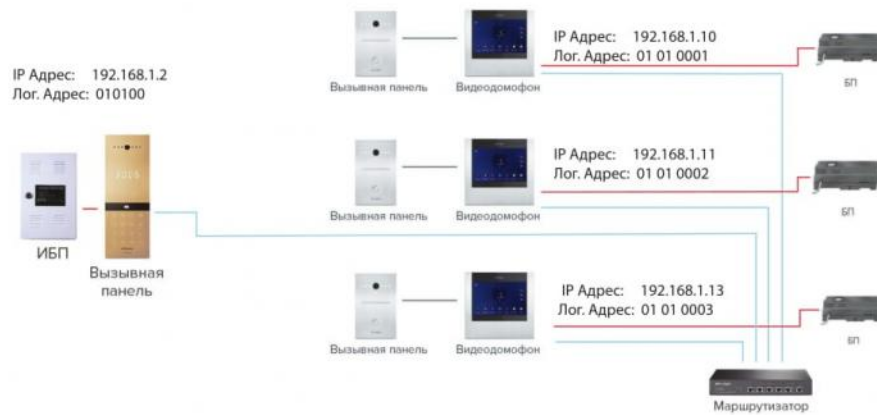 IP Адрес: 192.168.1.2
Лог. Адрес: 010100
ИБП
Вызывная
панель
Вызывная панель
Видеодомофон
IP Адрес: 192.168.1.10
Лог. Адрес: 01 01 0001
БП
Вызывная панель
Видеодомофон
IP Адрес: 192.168.1.11
Лог. Адрес: 01 01 0002
БП
Вызывная панель
Видеодомофон
IP Адрес: 192.168.1.13
Лог. Адрес: 01 01 0003
БП
Маршрутизатор